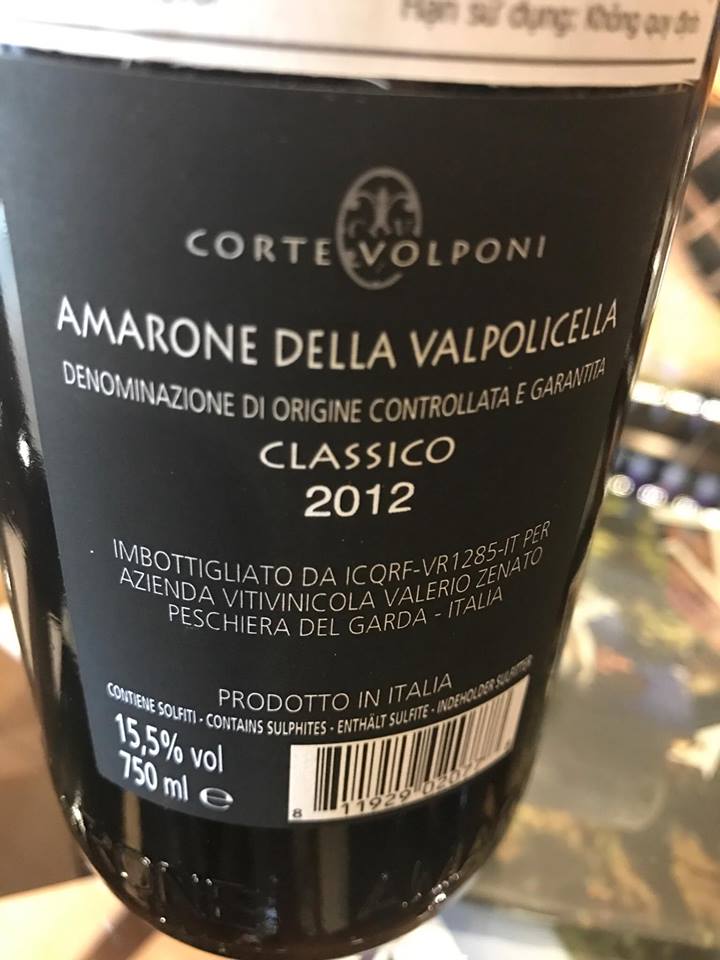 Hạn sử dụng: Không quy định
CORTE VOLPONI
AMARONE DELLA VALPOLICELLA
DENOMINAZIONE DI ORIGINE CONTROLLATA E GARANTITA
CLASSICO
2012
IMBOTTIGLIATO DA ICQRF-VR1285-IT PER
AZIENDA VITIVINICOLA VALERIO ZENATO
PESCHIERA DEL GARDA - ITALIA
PRODOTTO IN ITALIA
CONTIENE SOLFITI - CONTAINS SULPHITES - ENTHÄLT SULFITE - INDEHOLDER SULFITTER
15,5% vol
750 ml e
8 11929